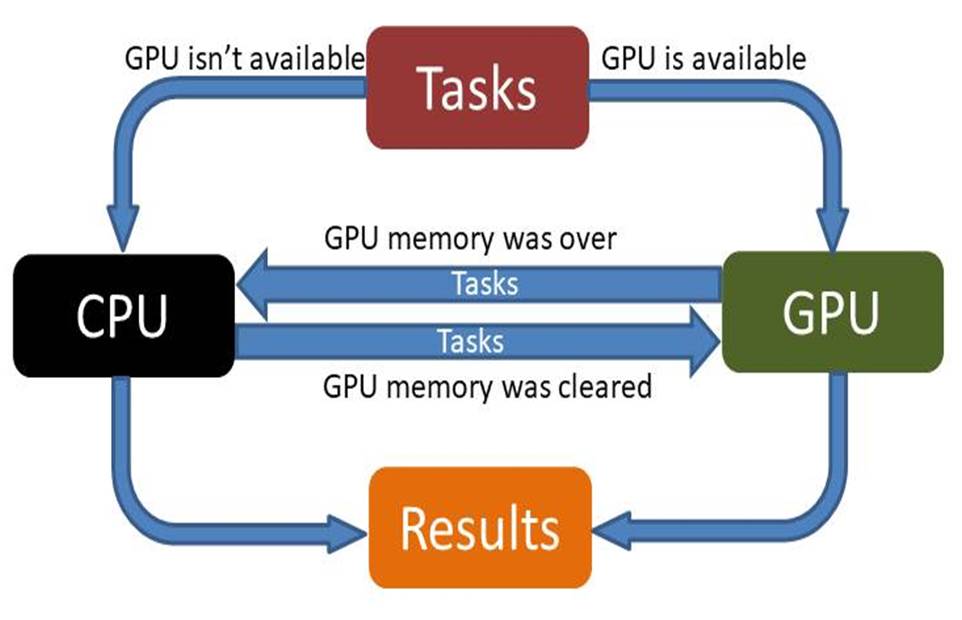 GPU isn't available
Tasks
GPU is available
GPU memory was over
Tasks
CPU
GPU
Tasks
GPU memory was cleared
Results